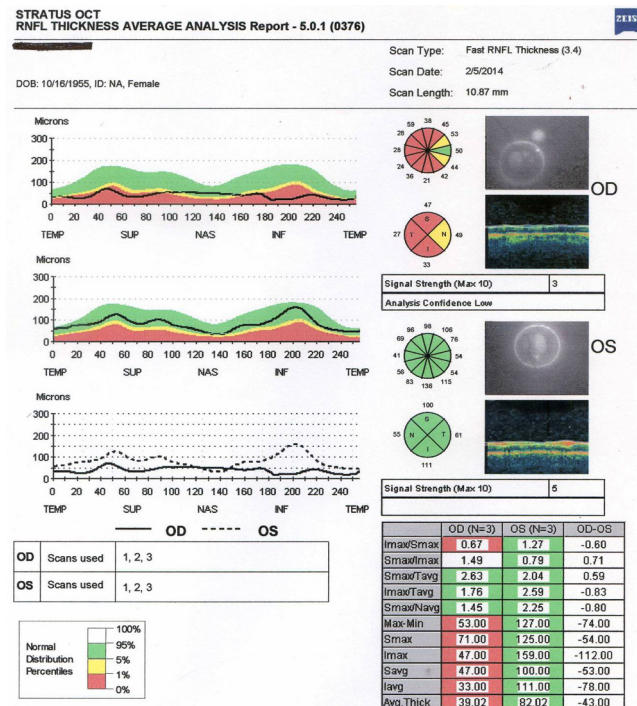 STRATUS OCT
RNFL THICKNESS AVERAGE ANALYSIS Report - 5.0.1 (0376)
ZEISS
DOB: 10/16/1955, ID: NA, Female
Scan Type: Fast RNFL Thickness (3.4)
Scan Date: 2/5/2014
Scan Length: 10.87 mm
Microns
300
200
100
0
0 20 40 60 80 100 120 140 160 180 200 220 240
TEMP SUP NAS INF TEMP
Microns
300
200
100
0
0 20 40 60 80 100 120 140 160 180 200 220 240
TEMP SUP NAS INF TEMP
Microns
300
200
100
0
0 20 40 60 80 100 120 140 160 180 200 220 240
TEMP SUP NAS INF TEMP
OD OS
OD Scans used 1, 2, 3
OS Scans used 1, 2, 3
Normal
Distribution
Percentiles
100%
95%
5%
1%
0%
59 38 45
28 53
28 50
24 44
36 21 42
OD
47
S
27 T N 49
I
33
Signal Strength (Max 10) 3
Analysis Confidence Low
96 98 106
69 76
41 54
56 54
83 136 115
OS
100
S
55 N T 61
I
111
Signal Strength (Max 10) 5
OD (N=3) OS (N=3) OD-OS
Imax/Smax 0.67 1.27 -0.60
Smax/Imax 1.49 0.79 0.71
Smax/Tavg 2.63 2.04 0.59
Imax/Tavg 1.76 2.59 -0.83
Smax/Navg 1.45 2.25 -0.80
Max-Min 53.00 127.00 -74.00
Smax 71.00 125.00 -54.00
Imax 47.00 159.00 -112.00
Savg 47.00 100.00 -53.00
Iavg 33.00 111.00 -78.00
Avg.Thick 39.02 82.02 -43.00